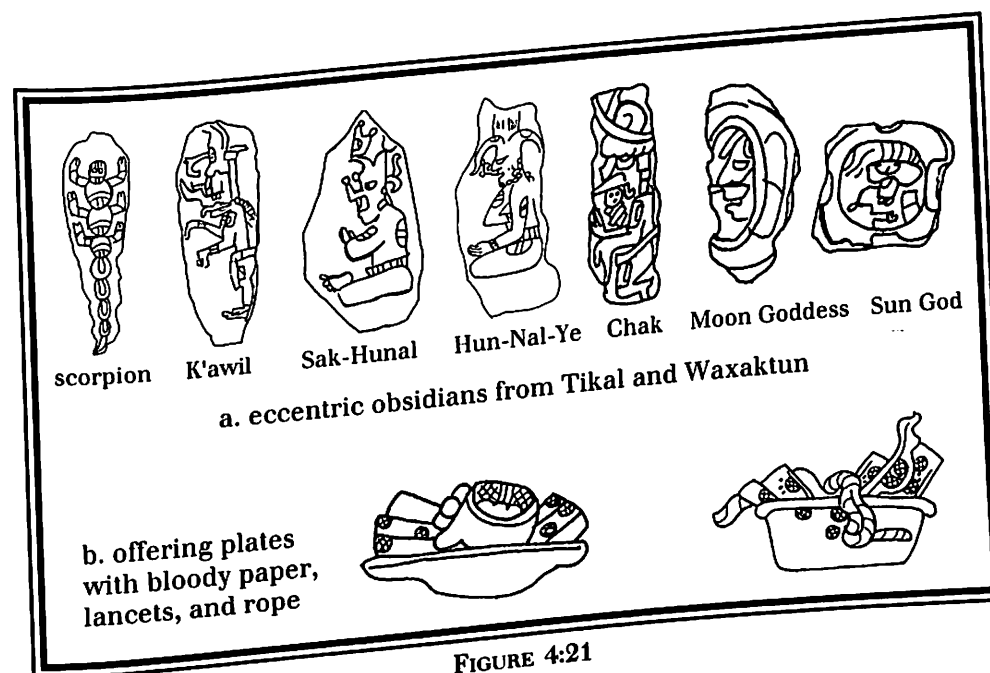 scorpion
K'awil
Sak-Hunal
Hun-Nal-Ye
Chak
Moon Goddess
Sun God
a. eccentric obsidians from Tikal and Waxaktun
b. offering plates
with bloody paper,
lancets, and rope
FIGURE 4:21